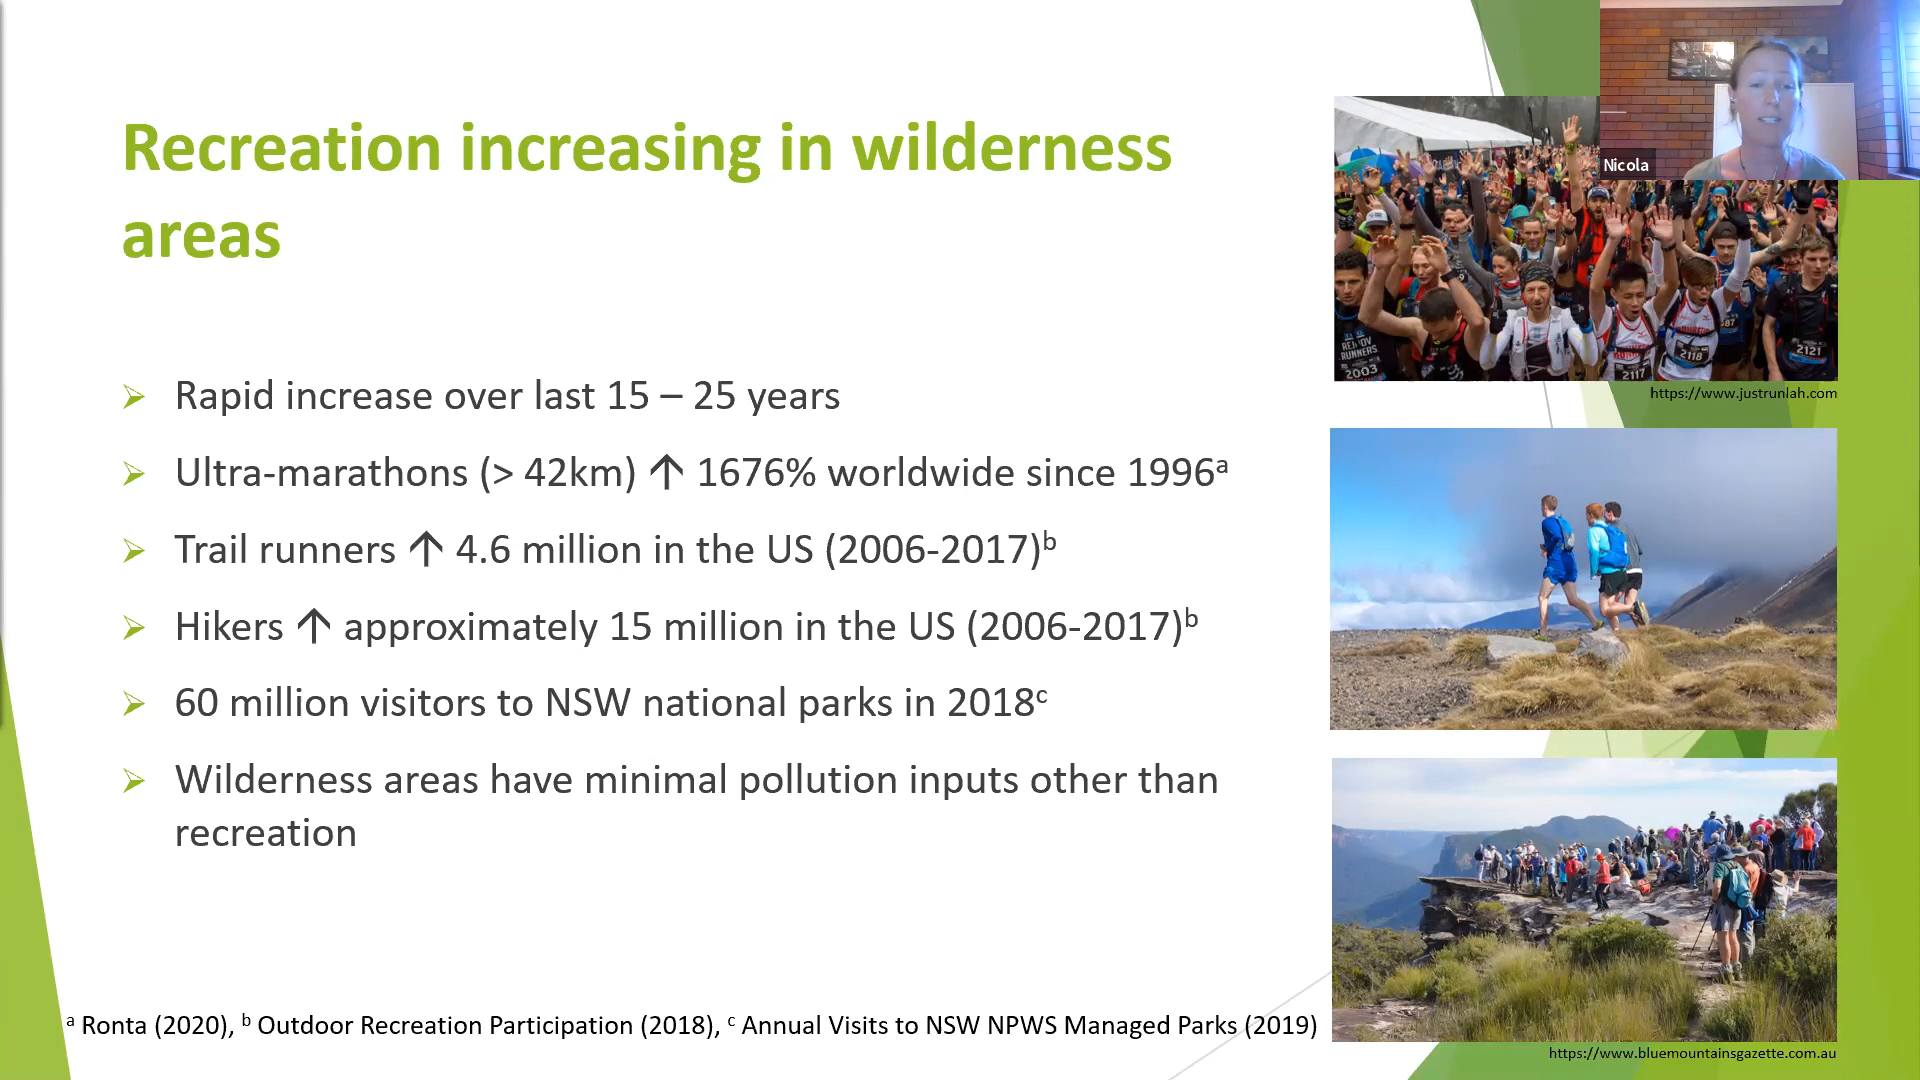 Recreation increasing in wilderness
areas
➢ Rapid increase over last 15 – 25 years
➢ Ultra-marathons (> 42km) ↑ 1676% worldwide since 1996ᵃ
➢ Trail runners ↑ 4.6 million in the US (2006-2017)ᵇ
➢ Hikers ↑ approximately 15 million in the US (2006-2017)ᵇ
➢ 60 million visitors to NSW national parks in 2018ᶜ
➢ Wilderness areas have minimal pollution inputs other than
recreation
ᵃ Ronta (2020), ᵇ Outdoor Recreation Participation (2018), ᶜ Annual Visits to NSW NPWS Managed Parks (2019)
Nicola
RUNNERS
2003
2117
2118
2121
https://www.justrunlah.com
https://www.bluemountainsgazette.com.au